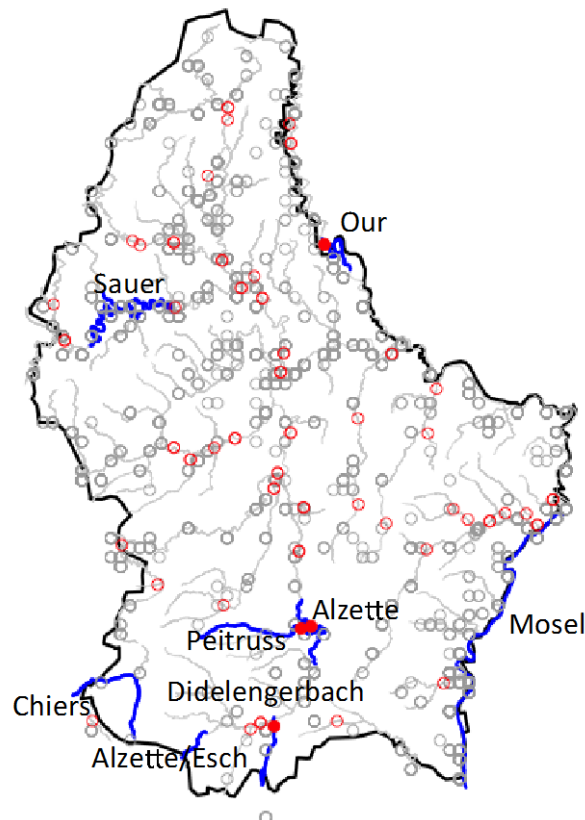 Our
Sauer
Alzette
Peitruss
Mosel
Didelengerbach
Chiers
Alzette/Esch